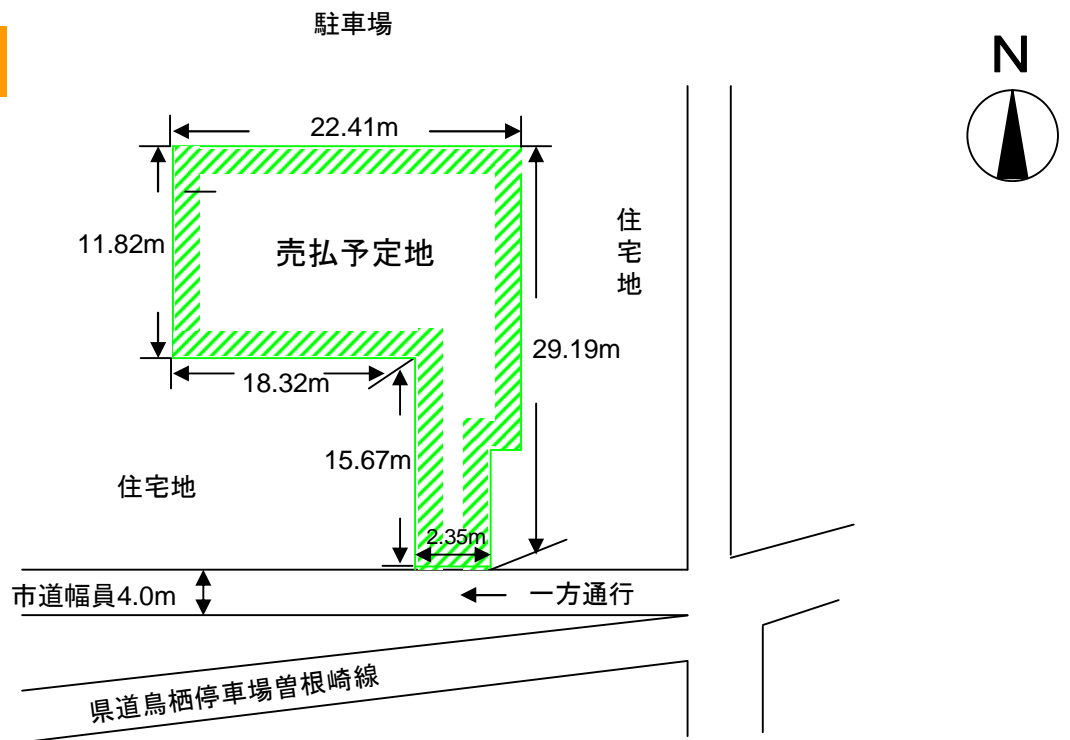 駐車場
N
22.41m
11.82m
売払予定地
住宅地
29.19m
18.32m
15.67m
住宅地
2.35m
市道幅員4.0m
一方通行
県道鳥栖停車場曽根崎線